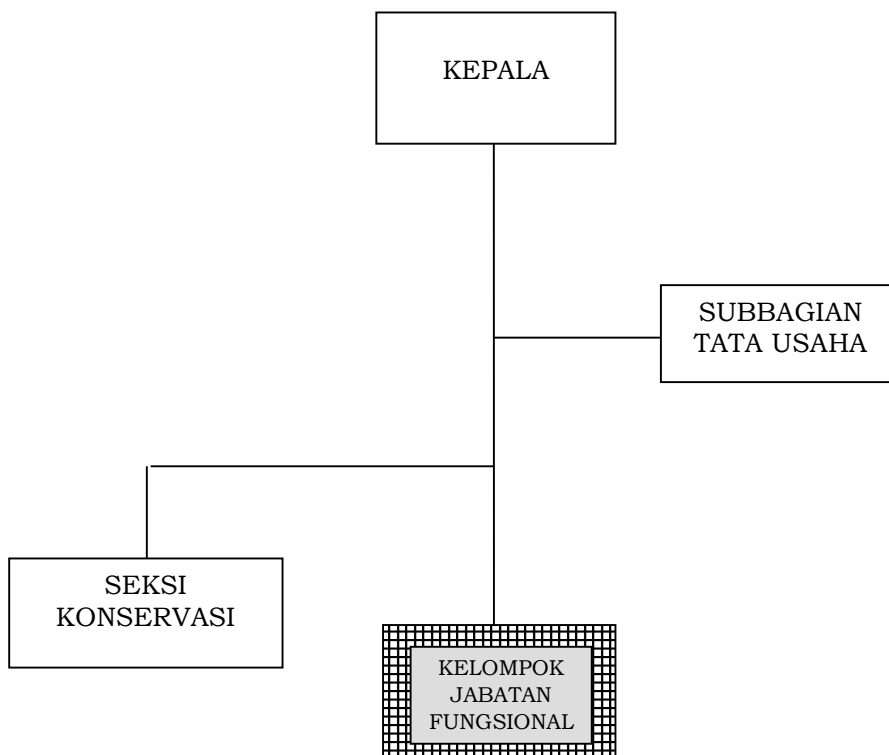 KEPALA
SUBBAGIAN
TATA USAHA
SEKSI
KONSERVASI
KELOMPOK
JABATAN
FUNGSIONAL